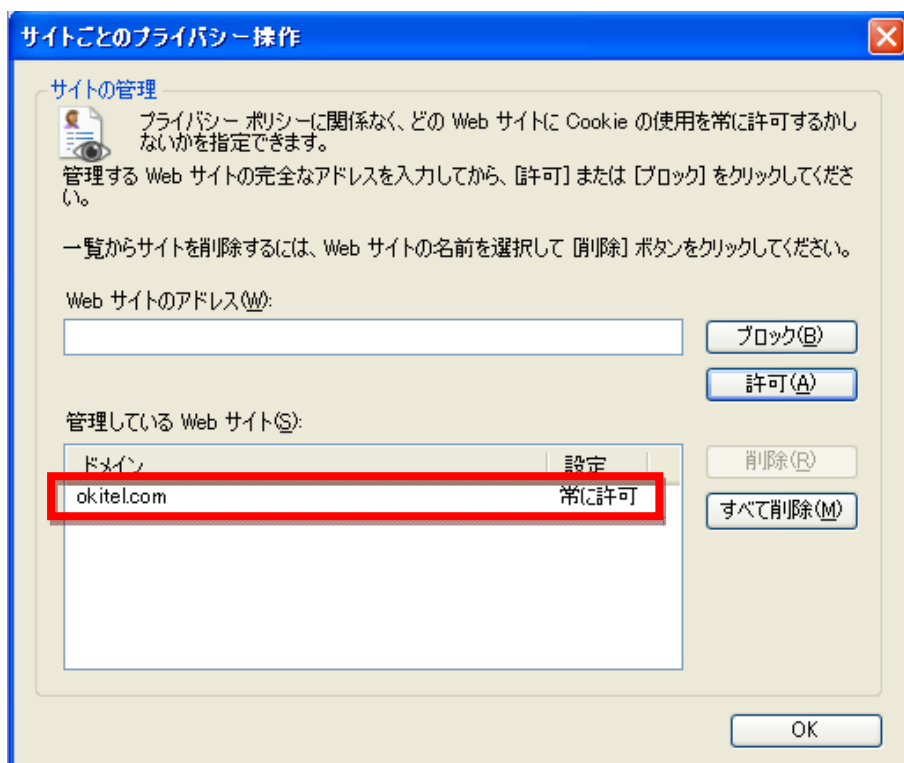 サイトごとのプライバシー操作
サイトの管理
プライバシー ポリシーに関係なく、どの Web サイトに Cookie の使用を常に許可するかし
ないかを指定できます。
管理する Web サイトの完全なアドレスを入力してから、[許可] または [ブロック] をクリックしてくださ
い。
一覧からサイトを削除するには、Web サイトの名前を選択して [削除] ボタンをクリックしてください。
Web サイトのアドレス(W):
ブロック(B)
許可(A)
管理している Web サイト(S):
ドメイン 設定
削除(R)
okitel.com 常に許可
すべて削除(M)
OK